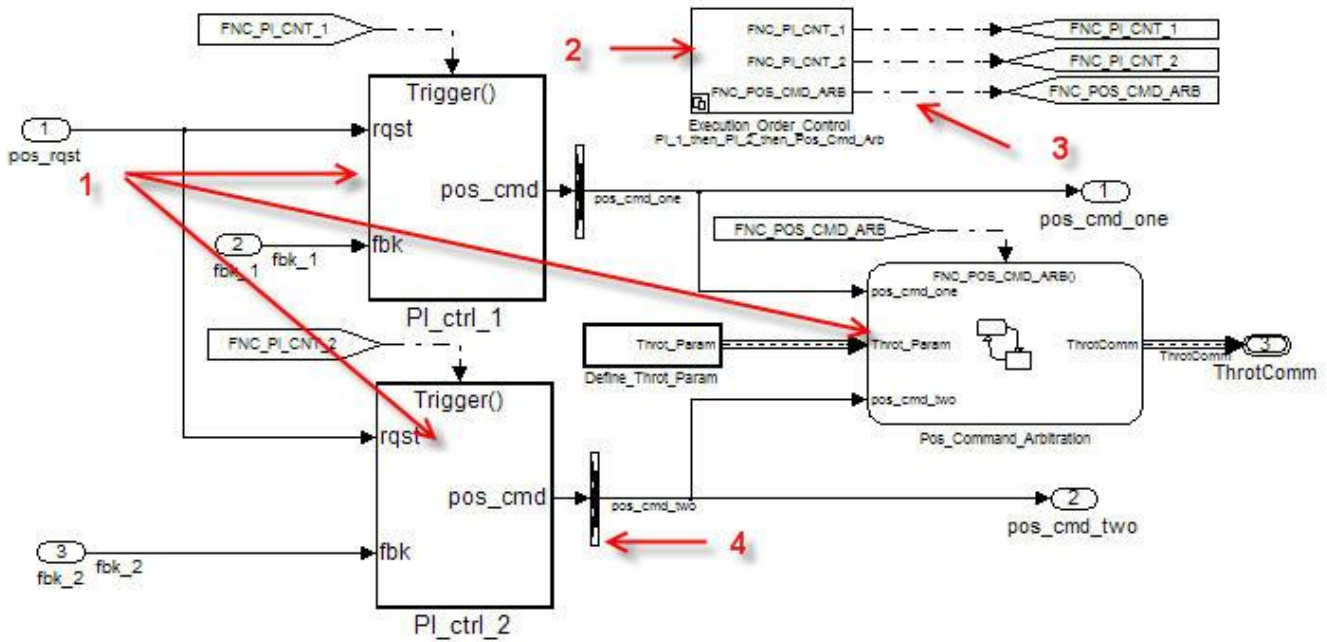 FNC_PI_CNT_1
Trigger()
rqst
pos_cmd
fbk
PI_ctrl_1
1
pos_rqst
1
2
fbk_1
fbk_1
2
FNC_PI_CNT_1
FNC_PI_CNT_2
FNC_POS_CMD_ARB
Execution_Order_Control
PI_1_then_PI_2_then_Pos_Cmd_Arb
FNC_PI_CNT_1
FNC_PI_CNT_2
FNC_POS_CMD_ARB
3
pos_cmd_one
1
pos_cmd_one
FNC_POS_CMD_ARB
FNC_POS_CMD_ARB()
pos_cmd_one
Throt_Param
ThrotComm
pos_cmd_two
Pos_Command_Arbitration
Throt_Param
Define_Throt_Param
ThrotComm
3
ThrotComm
FNC_PI_CNT_2
Trigger()
rqst
pos_cmd
fbk
PI_ctrl_2
3
fbk_2
fbk_2
pos_cmd_two
4
2
pos_cmd_two